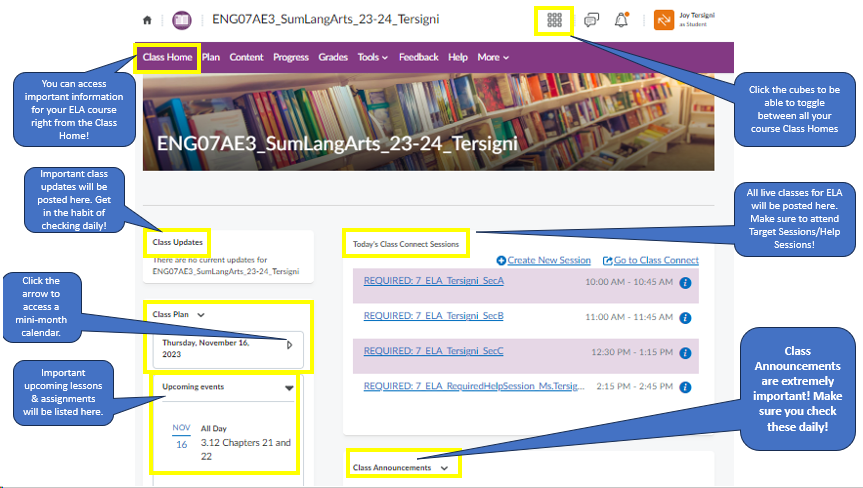 ENG07AE3_SumLangArts_23-24_Tersigni
Joy Tersigni
as Student
Class Home Plan Content Progress Grades Tools Feedback Help More
You can access
important information
for your ELA course
right from the Class
Home!
Click the cubes to be
able to toggle
between all your
course Class Homes
ENG07AE3_SumLangArts_23-24_Tersigni
Important class
updates will be
posted here. Get
in the habit of
checking daily!
All live classes for ELA
will be posted here.
Make sure to attend
Target Sessions/Help
Sessions!
Class Updates
There are no current updates for
ENG07AE3_SumLangArts_23-24_Tersigni
Today's Class Connect Sessions
Create New Session Go to Class Connect
REQUIRED: 7_ELA_Tersigni_SecA 10:00 AM - 10:45 AM
REQUIRED: 7_ELA_Tersigni_SecB 11:00 AM - 11:45 AM
REQUIRED: 7_ELA_Tersigni_SecC 12:30 PM - 1:15 PM
REQUIRED: 7_ELA_RequiredHelpSession_Ms.Tersig... 2:15 PM - 2:45 PM
Click the
arrow to
access a
mini-month
calendar.
Class Plan
Thursday, November 16,
2023
Important
upcoming lessons
& assignments
will be listed here.
Upcoming events
NOV
16
All Day
3.12 Chapters 21 and
22
Class
Announcements
are extremely
important! Make
sure you check
these daily!
Class Announcements